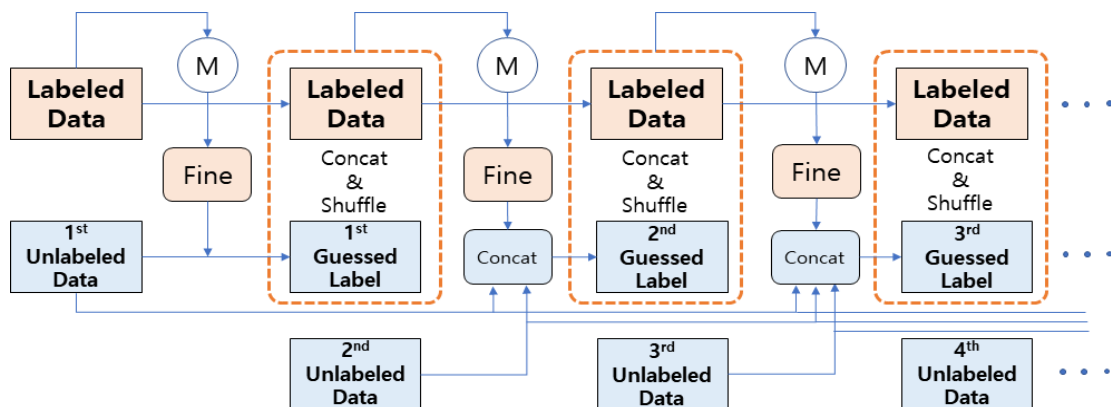 M
M
M
Labeled
Data
Labeled
Data
Labeled
Data
Labeled
Data
Fine
Concat
&
Shuffle
Fine
Concat
&
Shuffle
Fine
Concat
&
Shuffle
1st
Unlabeled
Data
1st
Guessed
Label
Concat
2nd
Guessed
Label
Concat
3rd
Guessed
Label
2nd
Unlabeled
Data
3rd
Unlabeled
Data
4th
Unlabeled
Data